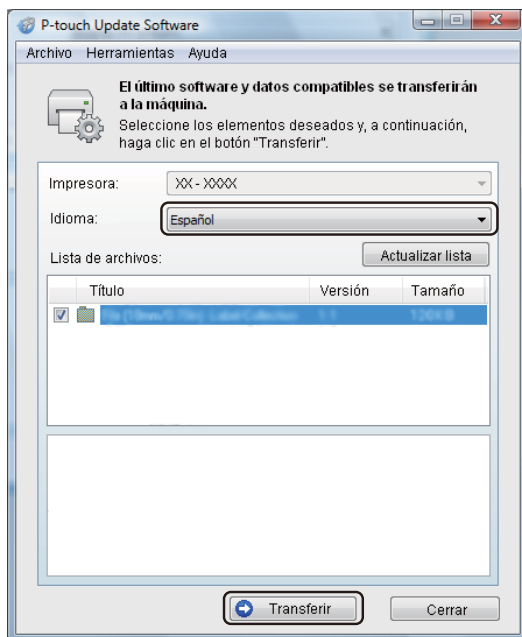 P-touch Update Software
Archivo Herramientas Ayuda
El último software y datos compatibles se transferirán
a la máquina.
Seleccione los elementos deseados y, a continuación,
haga clic en el botón "Transferir".
Impresora: XX - XXXX
Idioma: Español
Lista de archivos: Actualizar lista
Título Versión Tamaño
Label Collection
Transferir Cerrar